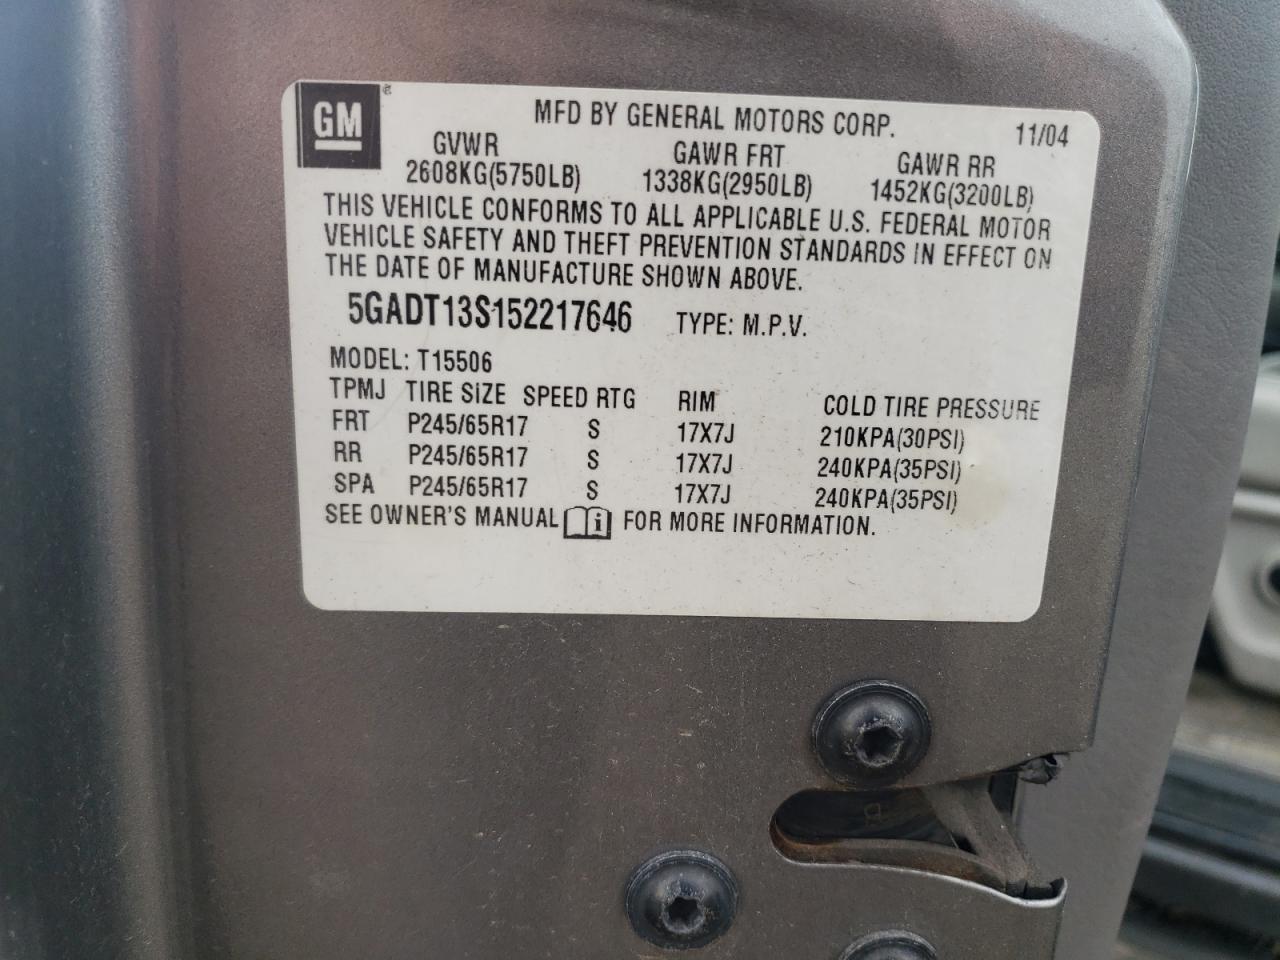 GM®
MFD BY GENERAL MOTORS CORP. 11/04
GVWR GAWR FRT GAWR RR
2608KG(5750LB) 1338KG(2950LB) 1452KG(3200LB)
THIS VEHICLE CONFORMS TO ALL APPLICABLE U.S. FEDERAL MOTOR
VEHICLE SAFETY AND THEFT PREVENTION STANDARDS IN EFFECT ON
THE DATE OF MANUFACTURE SHOWN ABOVE.
5GADT13S152217646 TYPE: M.P.V.
MODEL: T15506
TPMJ TIRE SIZE SPEED RTG RIM COLD TIRE PRESSURE
FRT P245/65R17 S 17X7J 210KPA(30PSI)
RR P245/65R17 S 17X7J 240KPA(35PSI)
SPA P245/65R17 S 17X7J 240KPA(35PSI)
SEE OWNER'S MANUAL i FOR MORE INFORMATION.